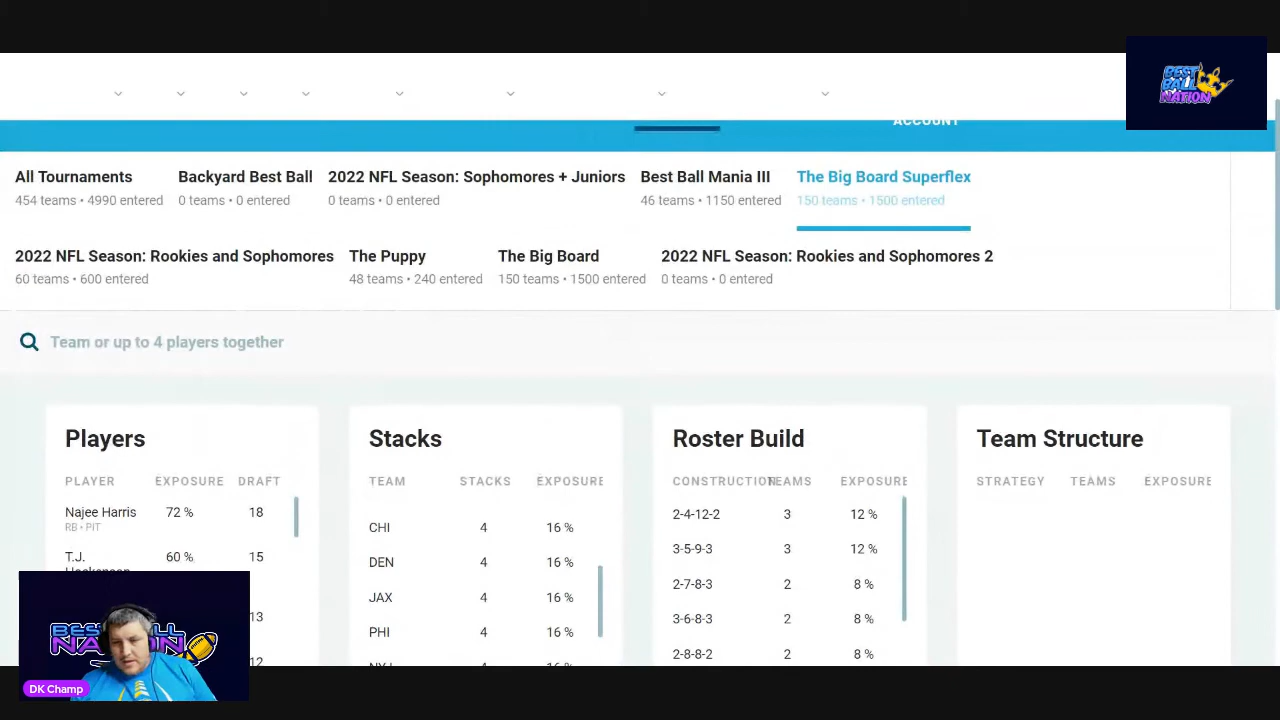 BEST
BALL
NATION
ACCOUNT
All Tournaments
454 teams • 4990 entered
Backyard Best Ball
0 teams • 0 entered
2022 NFL Season: Sophomores + Juniors
0 teams • 0 entered
Best Ball Mania III
46 teams • 1150 entered
The Big Board Superflex
150 teams • 1500 entered
2022 NFL Season: Rookies and Sophomores
60 teams • 600 entered
The Puppy
48 teams • 240 entered
The Big Board
150 teams • 1500 entered
2022 NFL Season: Rookies and Sophomores 2
0 teams • 0 entered
Team or up to 4 players together
Players
PLAYER EXPOSURE DRAFT
Najee Harris 72 % 18
RB • PIT
T.J. 60 % 15
13
12
Stacks
TEAM STACKS EXPOSURE
CHI 4 16 %
DEN 4 16 %
JAX 4 16 %
PHI 4 16 %
Roster Build
CONSTRUCTION TEAMS EXPOSURE
2-4-12-2 3 12 %
3-5-9-3 3 12 %
2-7-8-3 2 8 %
3-6-8-3 2 8 %
2-8-8-2 2 8 %
Team Structure
STRATEGY TEAMS EXPOSURE
BEST BALL
NATION
DK Champ